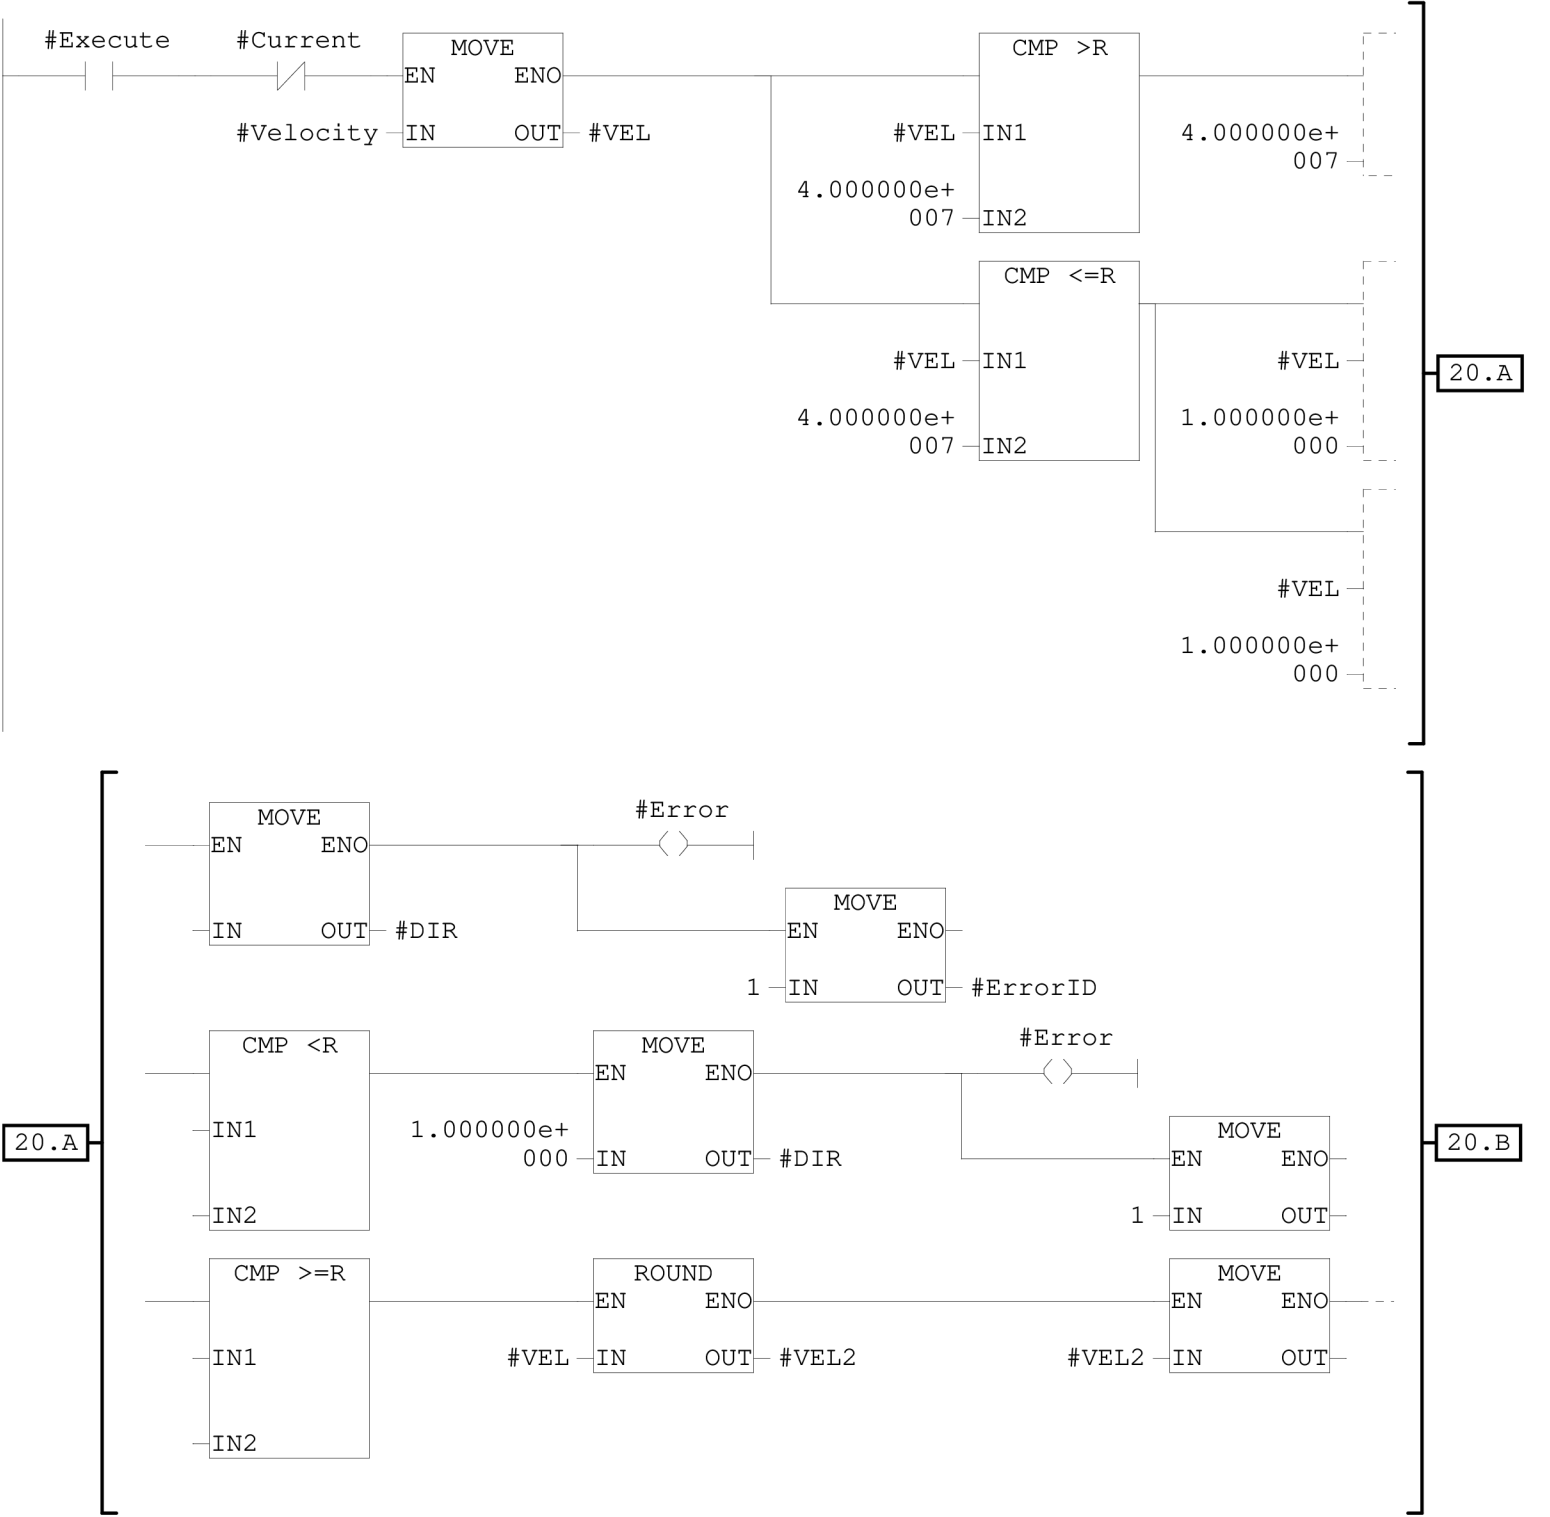 #Execute #Current MOVE CMP >R
EN ENO
#Velocity IN OUT #VEL #VEL IN1 4.000000e+
007
4.000000e+
007 IN2
CMP <=R
#VEL IN1 #VEL
20.A
4.000000e+ 1.000000e+
007 IN2 000
#VEL
1.000000e+
000
MOVE #Error
EN ENO
MOVE
IN OUT #DIR EN ENO
1 IN OUT #ErrorID
CMP <R MOVE #Error
EN ENO
20.A IN1 1.000000e+ MOVE 20.B
000 IN OUT #DIR EN ENO
IN2 1 IN OUT
CMP >=R ROUND MOVE
EN ENO EN ENO
IN1 #VEL IN OUT #VEL2 #VEL2 IN OUT
IN2